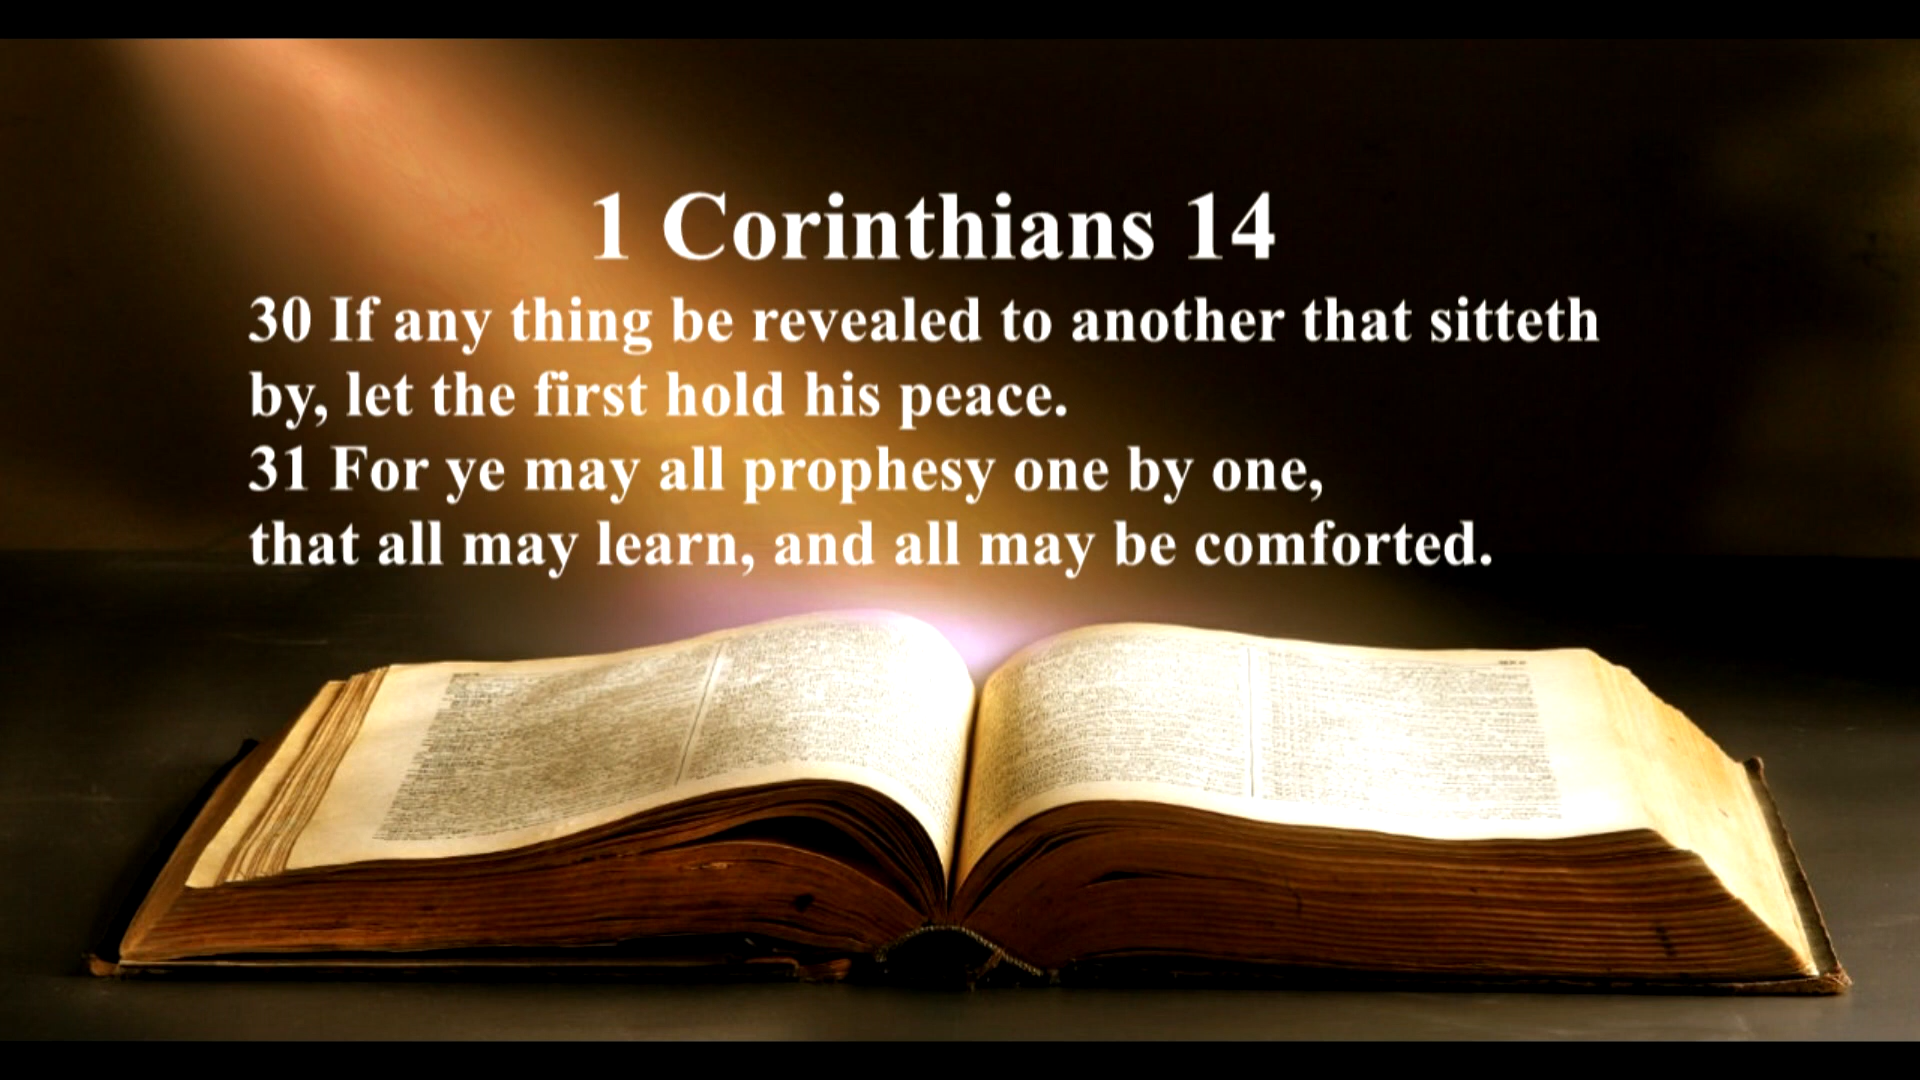 1 Corinthians 14
30 If any thing be revealed to another that sitteth
by, let the first hold his peace.
31 For ye may all prophesy one by one,
that all may learn, and all may be comforted.